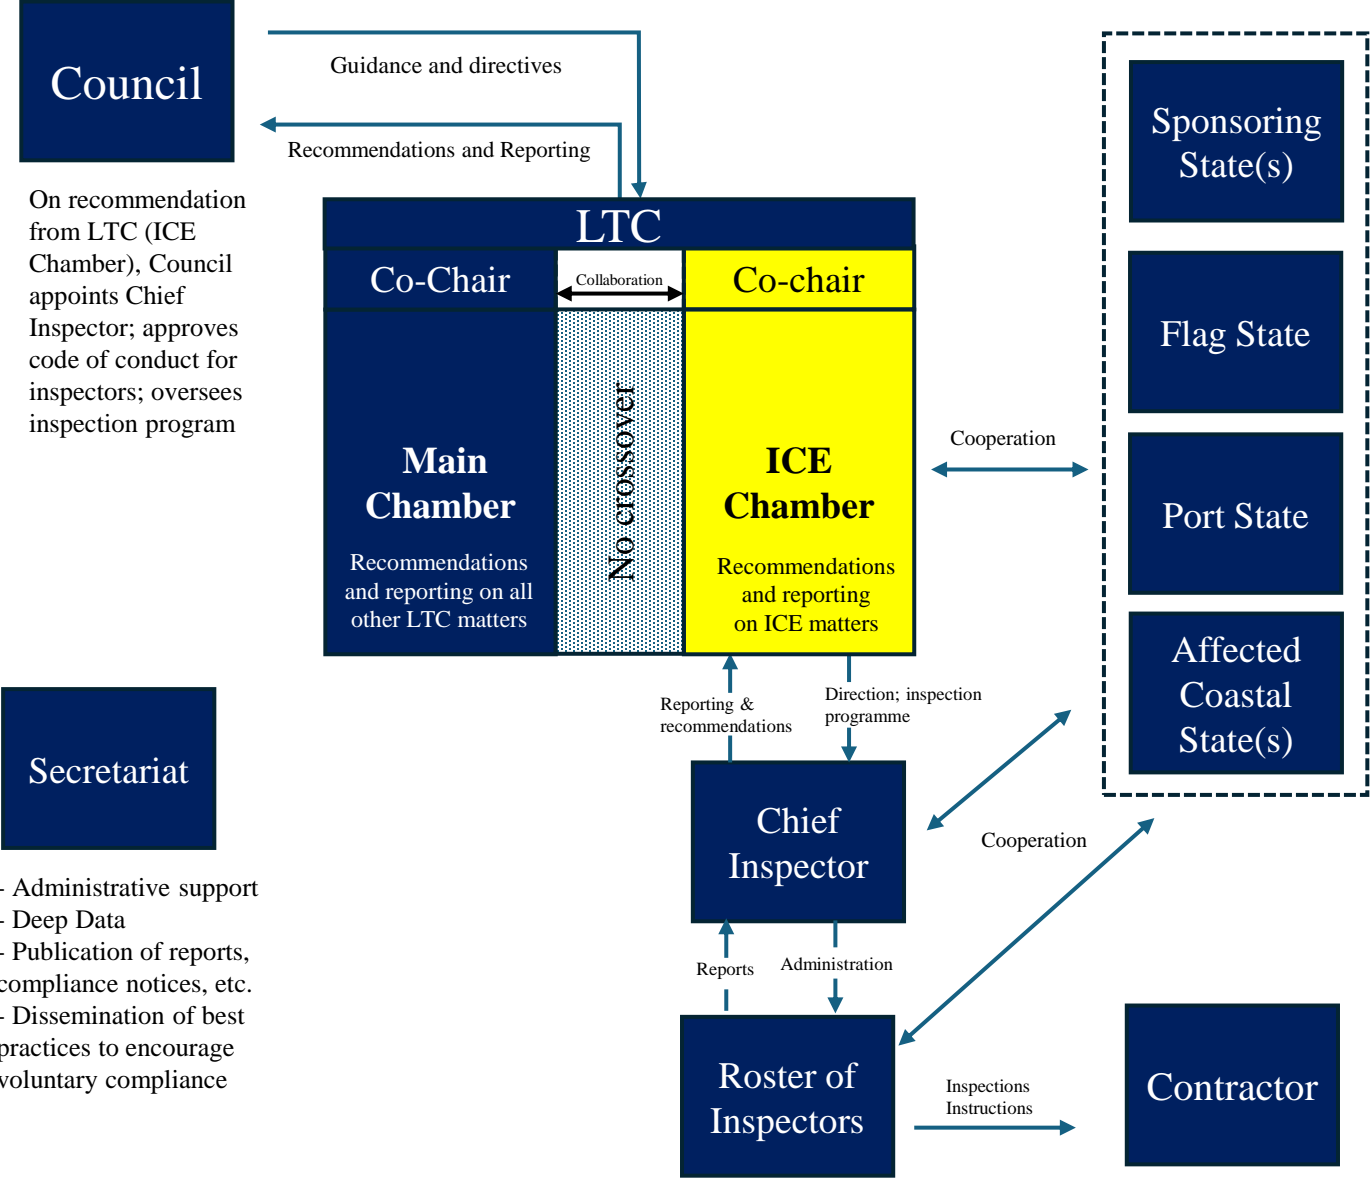 Council
Guidance and directives
Recommendations and Reporting
On recommendation
from LTC (ICE
Chamber), Council
appoints Chief
Inspector; approves
code of conduct for
inspectors; oversees
inspection program
LTC
Co-Chair
Collaboration
Co-chair
Main
Chamber
Recommendations
and reporting on all
other LTC matters
No crossover
ICE
Chamber
Recommendations
and reporting
on ICE matters
Cooperation
Sponsoring
State(s)
Flag State
Port State
Affected
Coastal
State(s)
Reporting &
recommendations
Direction; inspection
programme
Secretariat
- Administrative support
- Deep Data
- Publication of reports,
compliance notices, etc.
- Dissemination of best
practices to encourage
voluntary compliance
Chief
Inspector
Cooperation
Reports
Administration
Roster of
Inspectors
Inspections
Instructions
Contractor